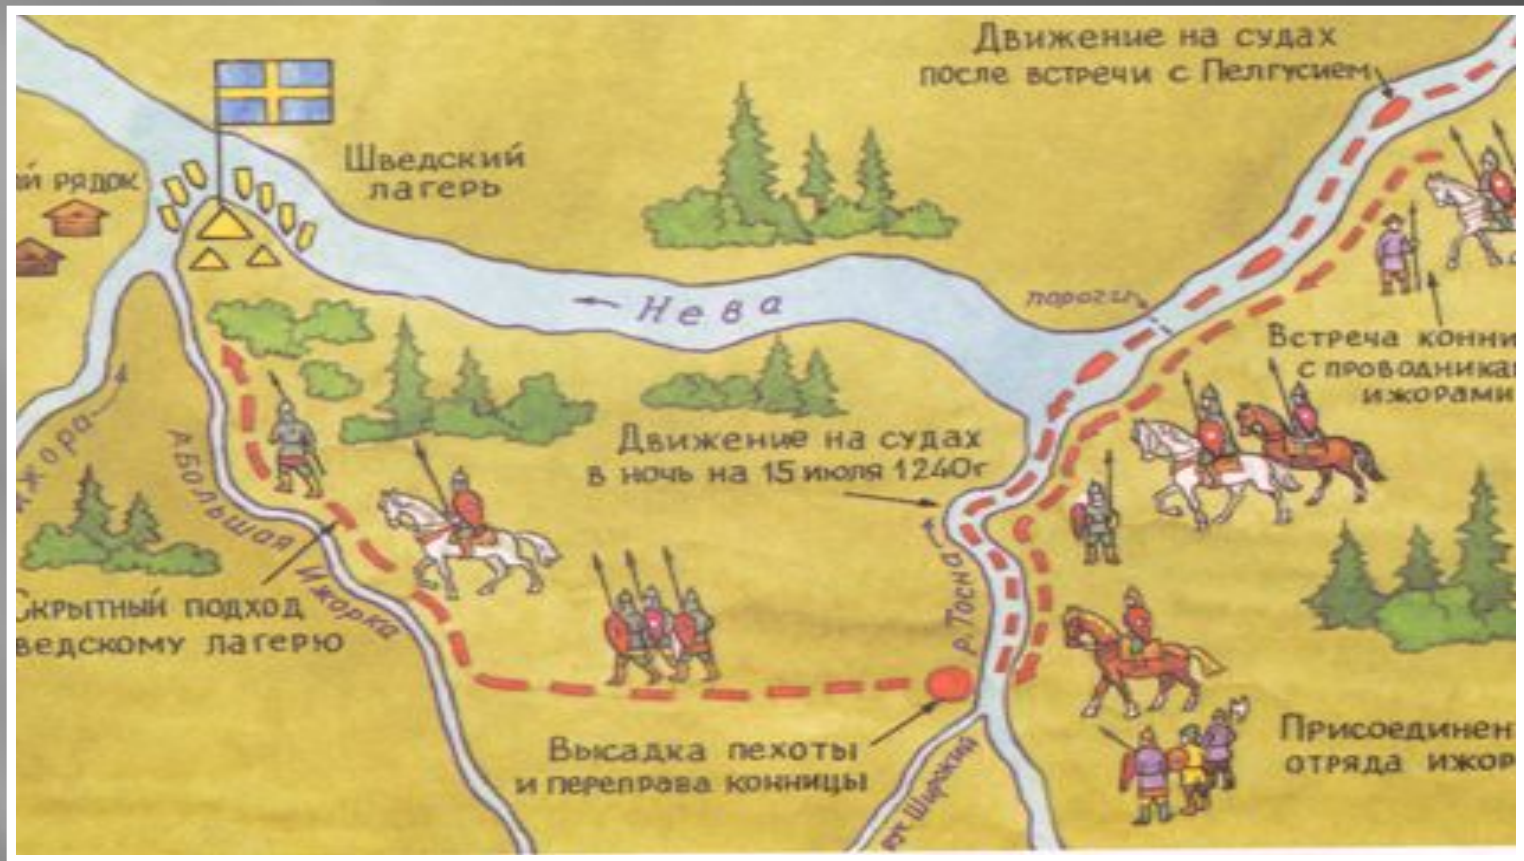 Движение на судах
после встречи с Пелгусием
Шведский
лагерь
й рядок
Нева
пороги
Встреча конни
с проводника
ижорами
Движение на судах
в ночь на 15 июля 1240г
ижора
р. Большая Ижорка
Скрытный подход
ведскому лагерю
р. Тосна
Высадка пехоты
и переправа конницы
руч Широкий
Присоединен
отряда ижор